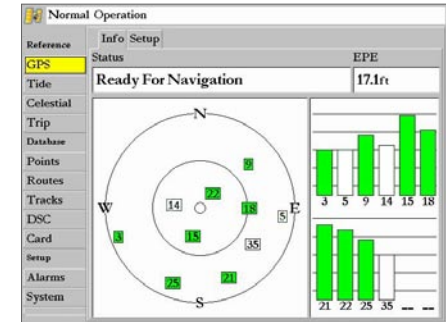 Normal Operation
Reference
GPS
Tide
Celestial
Trip
Database
Points
Routes
Tracks
DSC
Card
Setup
Alarms
System
Info Setup
Status
EPE
Ready For Navigation
17.1ft
N
9
22
14
18
W
E
5
3
15
35
25
21
S
3 5 9 14 15 18
21 22 25 35 -- --